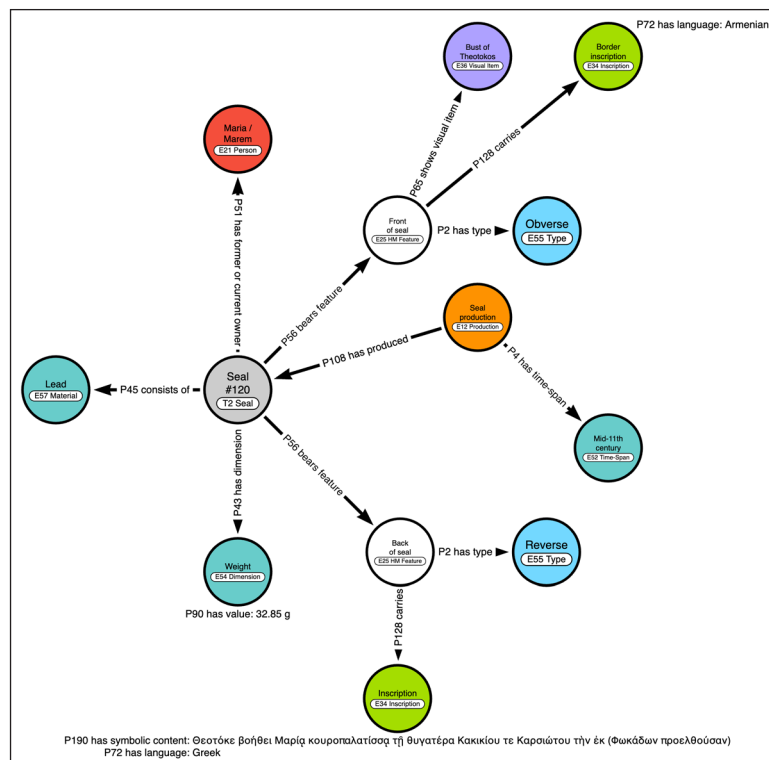 P72 has language: Armenian
Bust of
Theotokos
E36 Visual Item
Border
inscription
E34 Inscription
Maria /
Marem
E21 Person
P65 shows visual item
P128 carries
P51 has former or current owner
Front
of seal
E25 HM Feature
P2 has type
Obverse
E55 Type
P56 bears feature
Seal
production
E12 Production
P108 has produced
P4 has time-span
Lead
E57 Material
P45 consists of
Seal
#120
T2 Seal
Mid-11th
century
E52 Time-Span
P56 bears feature
P43 has dimension
Back
of seal
E25 HM Feature
P2 has type
Reverse
E55 Type
Weight
E54 Dimension
P90 has value: 32.85 g
P128 carries
Inscription
E34 Inscription
P190 has symbolic content: Θεοτόκε βοήθει Μαρίᾳ κουροπαλατίσσᾳ τῇ θυγατέρα Κακικίου τε Καρσιώτου τὴν ἐκ (Φωκάδων προελθοῦσαν)
P72 has language: Greek